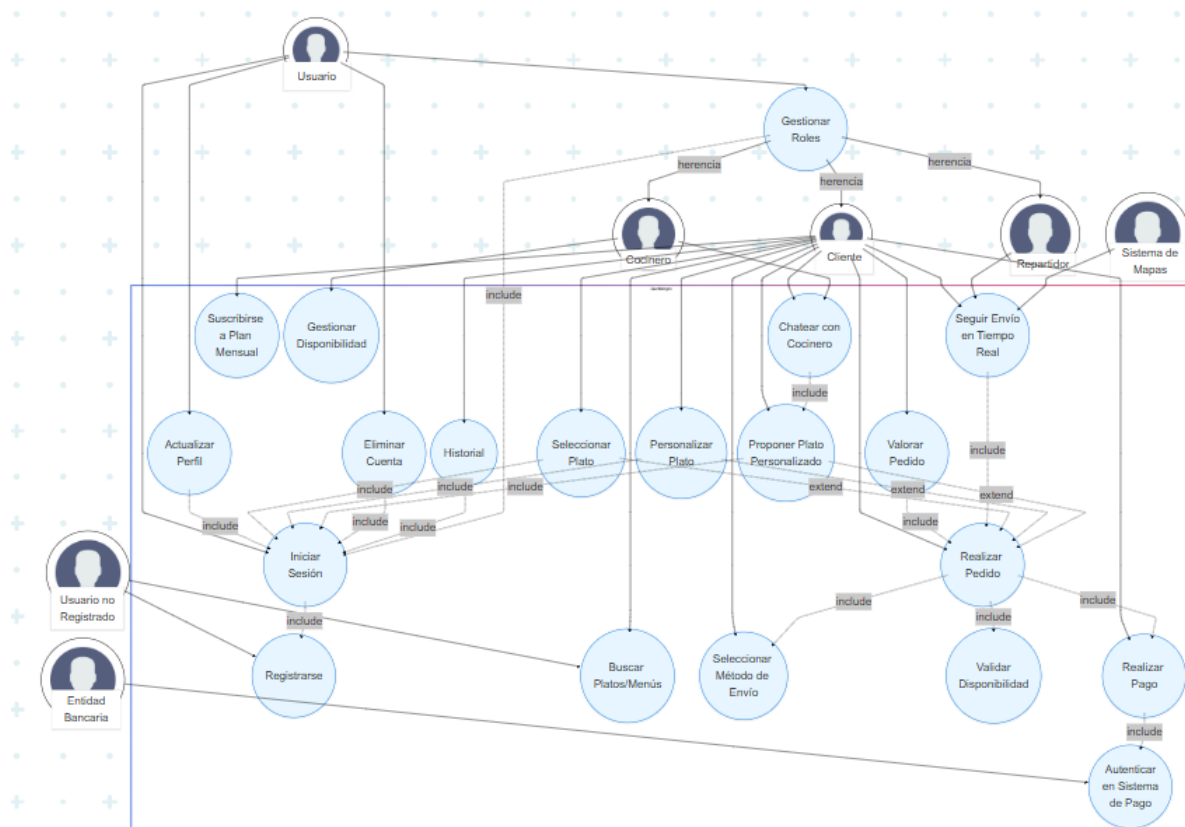 Usuario
Gestionar
Roles
herencia
herencia
herencia
Cocinero
Cliente
Repartidor
Sistema de
Mapas
include
Suscribirse
a Plan
Mensual
Gestionar
Disponibilidad
Chatear con
Cocinero
Seguir Envío
en Tiempo
Real
include
Actualizar
Perfil
Eliminar
Cuenta
Historial
Seleccionar
Plato
Personalizar
Plato
Proponer Plato
Personalizado
Valorar
Pedido
include
include
include
include
extend
extend
extend
include
include
include
include
Iniciar
Sesión
Realizar
Pedido
Usuario no
Registrado
include
include
include
include
Registrarse
Buscar
Platos/Menús
Seleccionar
Método de
Envío
Validar
Disponibilidad
Realizar
Pago
Entidad
Bancaria
include
Autenticar
en Sistema
de Pago